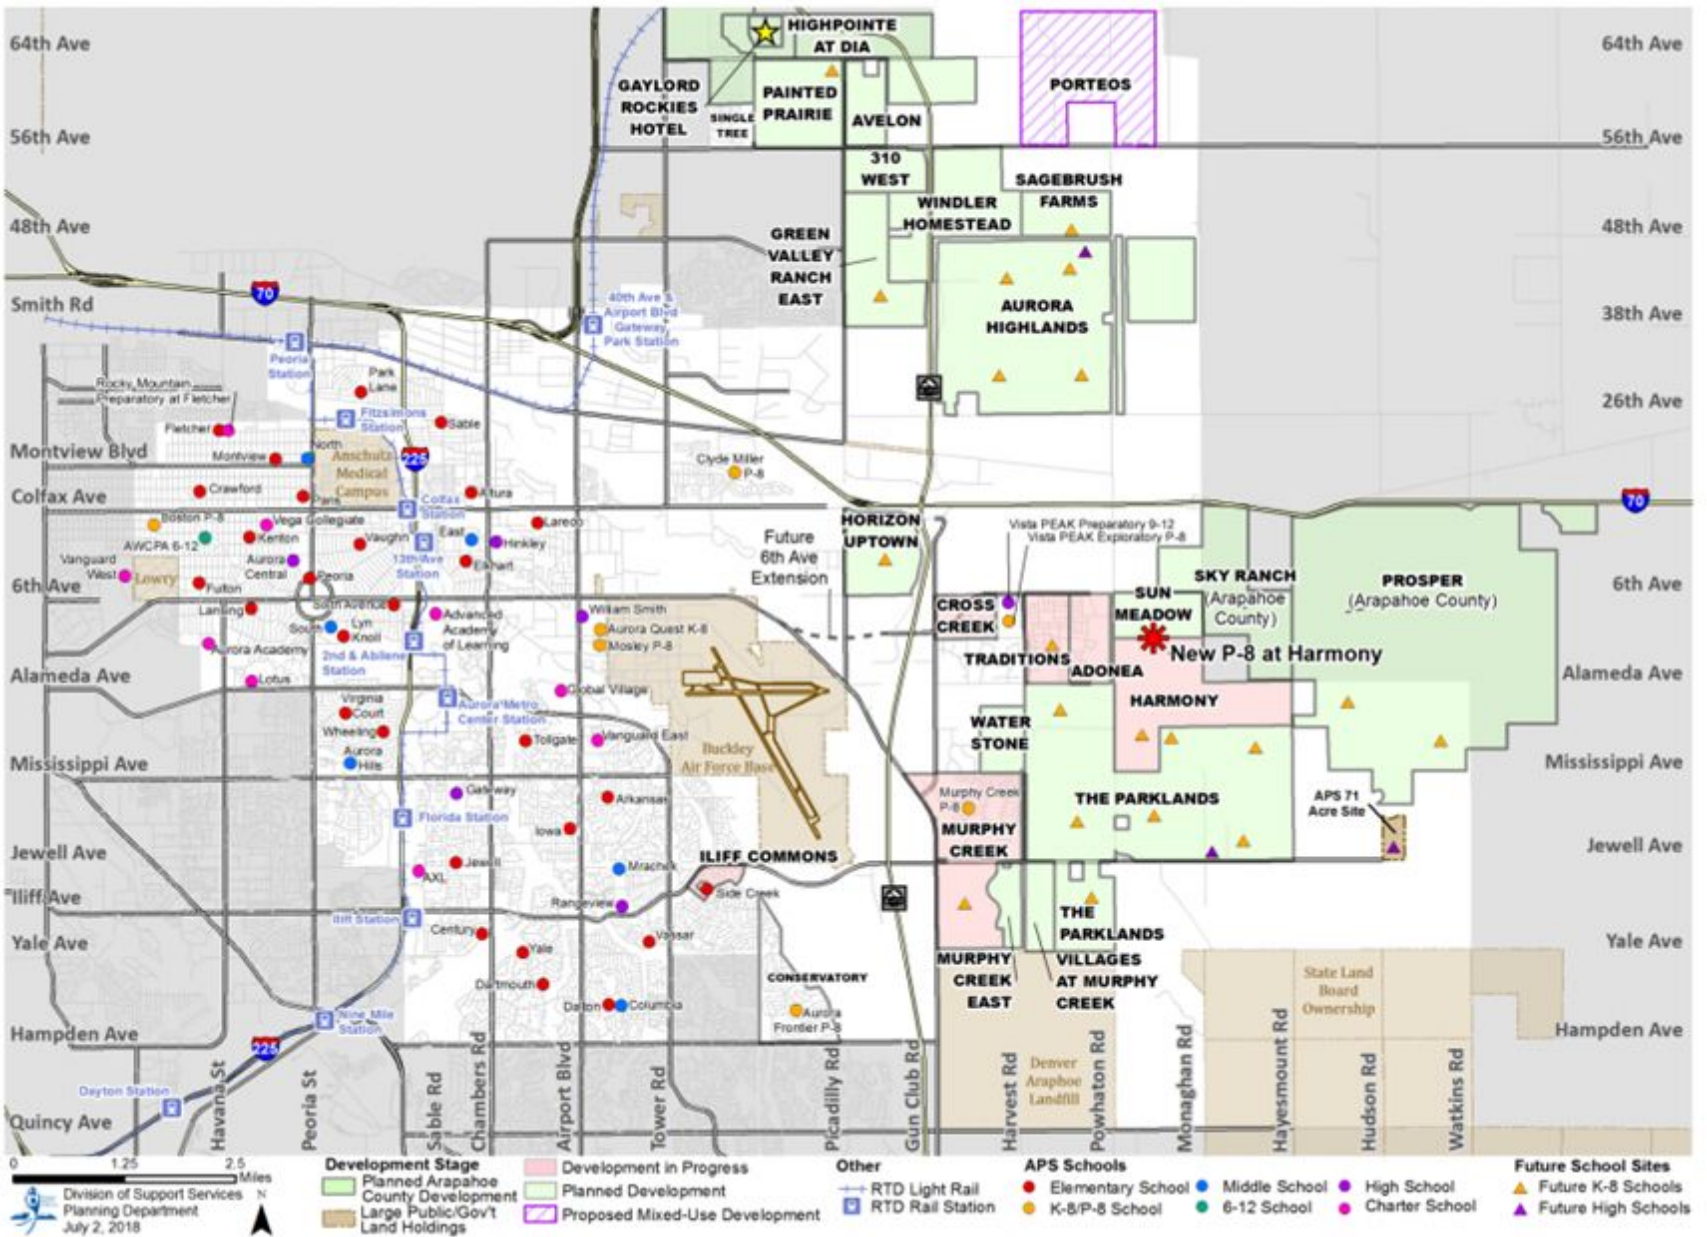 64th Ave
56th Ave
48th Ave
Smith Rd
Montview Blvd
Colfax Ave
6th Ave
Alameda Ave
Mississippi Ave
Jewell Ave
Iliff Ave
Yale Ave
Hampden Ave
Quincy Ave
64th Ave
56th Ave
48th Ave
38th Ave
26th Ave
6th Ave
Alameda Ave
Mississippi Ave
Jewell Ave
Yale Ave
Hampden Ave
HIGHPOINTE
AT DIA
GAYLORD
ROCKIES
HOTEL
SINGLE
TREE
PAINTED
PRAIRIE
AVELON
PORTEOS
310
WEST
SAGEBRUSH
FARMS
WINDLER
HOMESTEAD
GREEN
VALLEY
RANCH
EAST
AURORA
HIGHLANDS
70
40th Ave &
Airport Blvd
Gateway
Park Station
Peoria
Station
Park
Lane
Rocky Mountain
Preparatory at Fletcher
Fletcher
Fitzsimons
Station
Sable
Montview
North
Anschutz
Medical
Campus
225
Clyde Miller
P-8
Crawford
Paris
Altura
Colfax
Station
Boston P-8
Vega Collegiate
AWCPA 6-12
Kenton
Vaughn
East
Hinkley
Laredo
13th Ave
Station
Elkhart
Vanguard
West
Aurora
Central
Lowry
Fulton
Peoria
Lansing
Sixth Avenue
South
Lyn
Knoll
Advanced
Academy
of Learning
William Smith
Aurora Quest K-8
Mosley P-8
Aurora Academy
2nd & Abilene
Station
Lotus
Global Village
Virginia
Court
Aurora Metro
Center Station
Wheeling
Tollgate
Vanguard East
Aurora
Hills
Buckley
Air Force Base
Gateway
Arkansas
Florida Station
Iowa
Jewell
AXL
Mrachek
ILIFF COMMONS
Side Creek
Rangeview
Iliff Station
Century
Yale
Vassar
Dartmouth
Dalton
Columbia
Nine Mile
Station
225
Dayton Station
CONSERVATORY
Aurora
Frontier P-8
HORIZON
UPTOWN
Future
6th Ave
Extension
70
Vista PEAK Preparatory 9-12
Vista PEAK Exploratory P-8
CROSS
CREEK
SUN
MEADOW
SKY RANCH
(Arapahoe
County)
PROSPER
(Arapahoe County)
New P-8 at Harmony
TRADITIONS
ADONEA
HARMONY
WATER
STONE
THE PARKLANDS
APS 71
Acre Site
Murphy Creek
P-8
MURPHY
CREEK
THE
PARKLANDS
MURPHY
CREEK
EAST
VILLAGES
AT MURPHY
CREEK
State Land
Board
Ownership
Denver
Araphoe
Landfill
Havana St
Peoria St
Sable Rd
Chambers Rd
Airport Blvd
Tower Rd
Picadilly Rd
Gun Club Rd
Harvest Rd
Powhaton Rd
Monaghan Rd
Hayesmount Rd
Hudson Rd
Watkins Rd
0 1.25 2.5
Miles
Division of Support Services
Planning Department
July 2, 2018
N
Development Stage
Planned Arapahoe
County Development
Large Public/Gov't
Land Holdings
Development in Progress
Planned Development
Proposed Mixed-Use Development
Other
RTD Light Rail
RTD Rail Station
APS Schools
Elementary School
K-8/P-8 School
Middle School
6-12 School
High School
Charter School
Future School Sites
Future K-8 Schools
Future High Schools